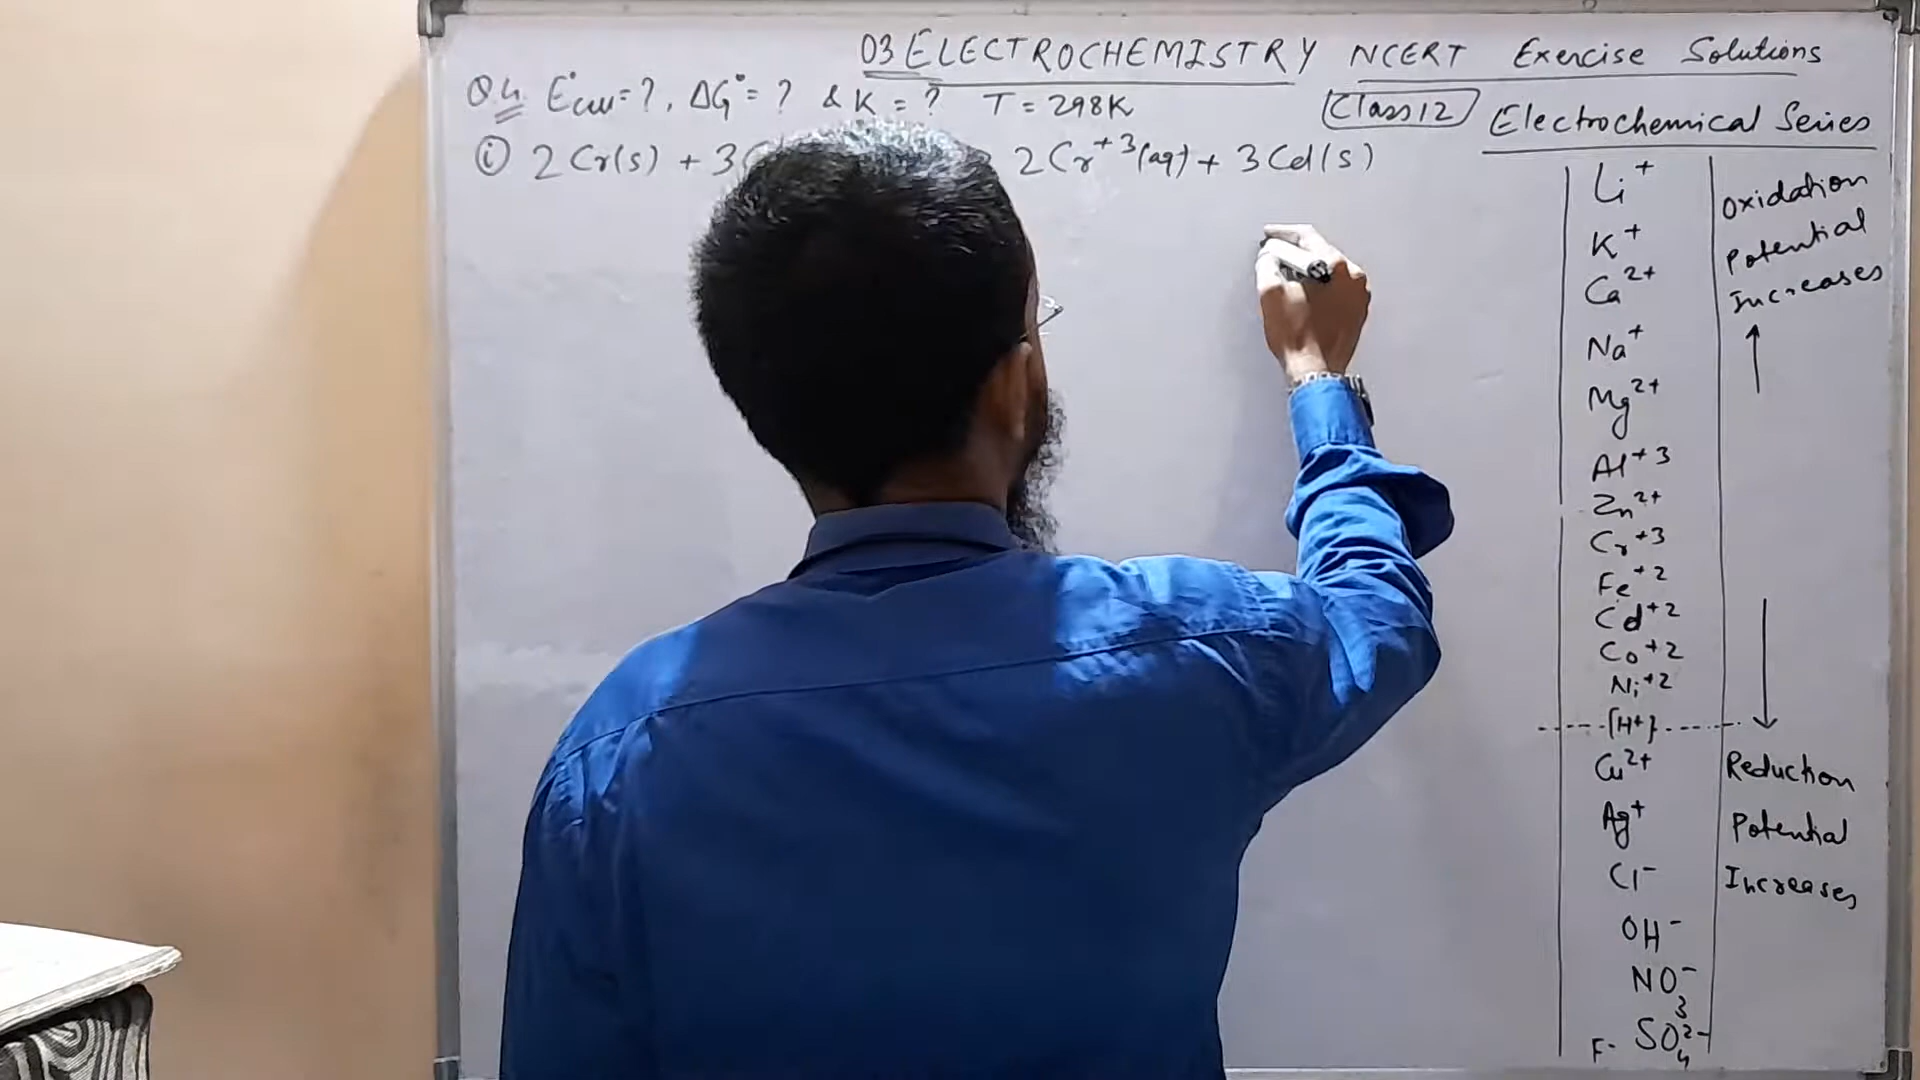 03 ELECTROCHEMISTRY NCERT Exercise Solutions
Q4. E°cell = ?, ΔG° = ? & K = ? T = 298K
Class 12
(i) 2Cr(s) + 3C 2Cr+3(aq) + 3Cd(s)
Electrochemical Series
Li+
K+
Ca2+
Na+
Mg2+
Al+3
Zn2+
Cr+3
Fe+2
Cd+2
Co+2
Ni+2
[H+]
Cu2+
Ag+
Cl-
OH-
NO3-
SO42-
F-
Oxidation
Potential
Increases
Reduction
Potential
Increases